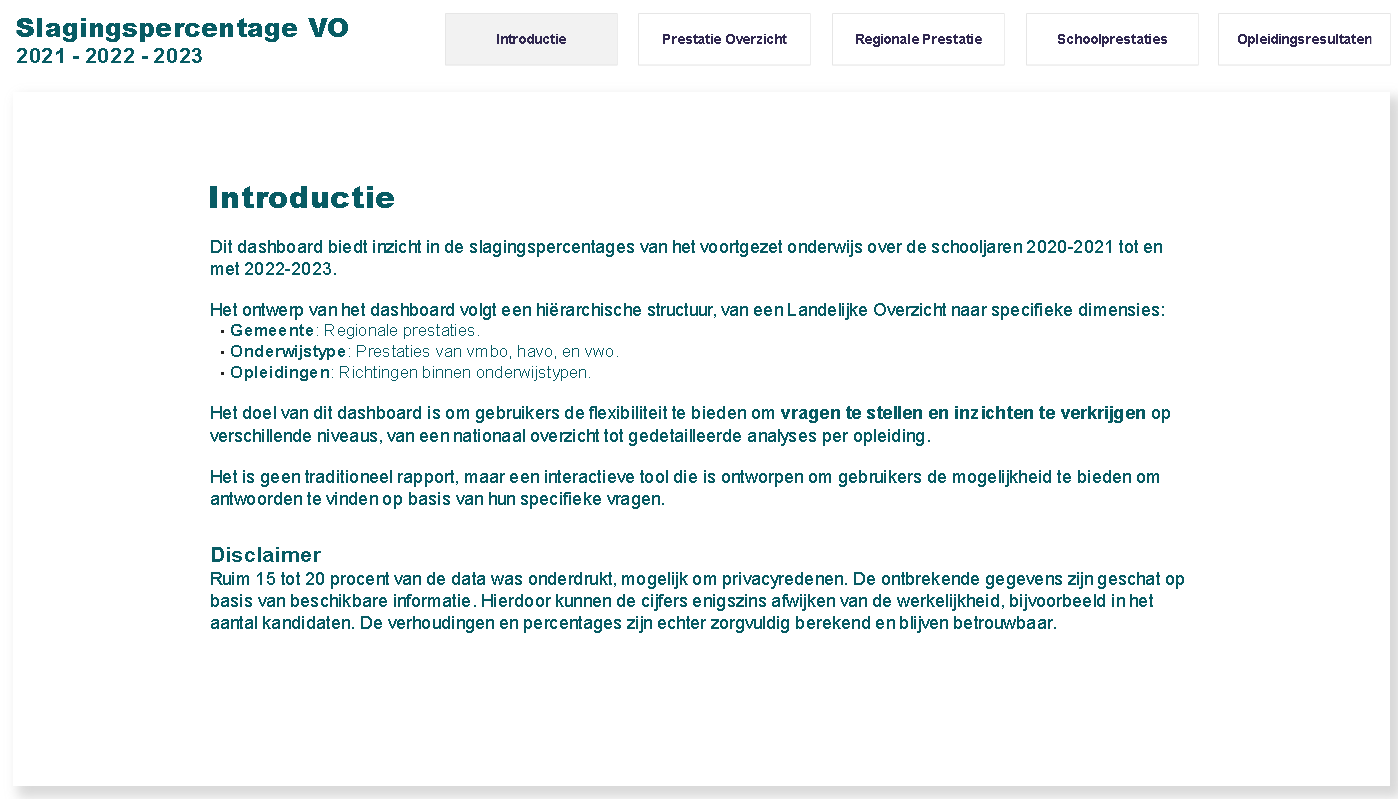 Slagingspercentage VO
2021 - 2022 - 2023
Introductie
Prestatie Overzicht
Regionale Prestatie
Schoolprestaties
Opleidingsresultaten
Introductie
Dit dashboard biedt inzicht in de slagingspercentages van het voortgezet onderwijs over de schooljaren 2020-2021 tot en
met 2022-2023.
Het ontwerp van het dashboard volgt een hiërarchische structuur, van een Landelijke Overzicht naar specifieke dimensies:
• Gemeente: Regionale prestaties.
• Onderwijstype: Prestaties van vmbo, havo, en vwo.
• Opleidingen: Richtingen binnen onderwijstypen.
Het doel van dit dashboard is om gebruikers de flexibiliteit te bieden om vragen te stellen en inzichten te verkrijgen op
verschillende niveaus, van een nationaal overzicht tot gedetailleerde analyses per opleiding.
Het is geen traditioneel rapport, maar een interactieve tool die is ontworpen om gebruikers de mogelijkheid te bieden om
antwoorden te vinden op basis van hun specifieke vragen.
Disclaimer
Ruim 15 tot 20 procent van de data was onderdrukt, mogelijk om privacyredenen. De ontbrekende gegevens zijn geschat op
basis van beschikbare informatie. Hierdoor kunnen de cijfers enigszins afwijken van de werkelijkheid, bijvoorbeeld in het
aantal kandidaten. De verhoudingen en percentages zijn echter zorgvuldig berekend en blijven betrouwbaar.